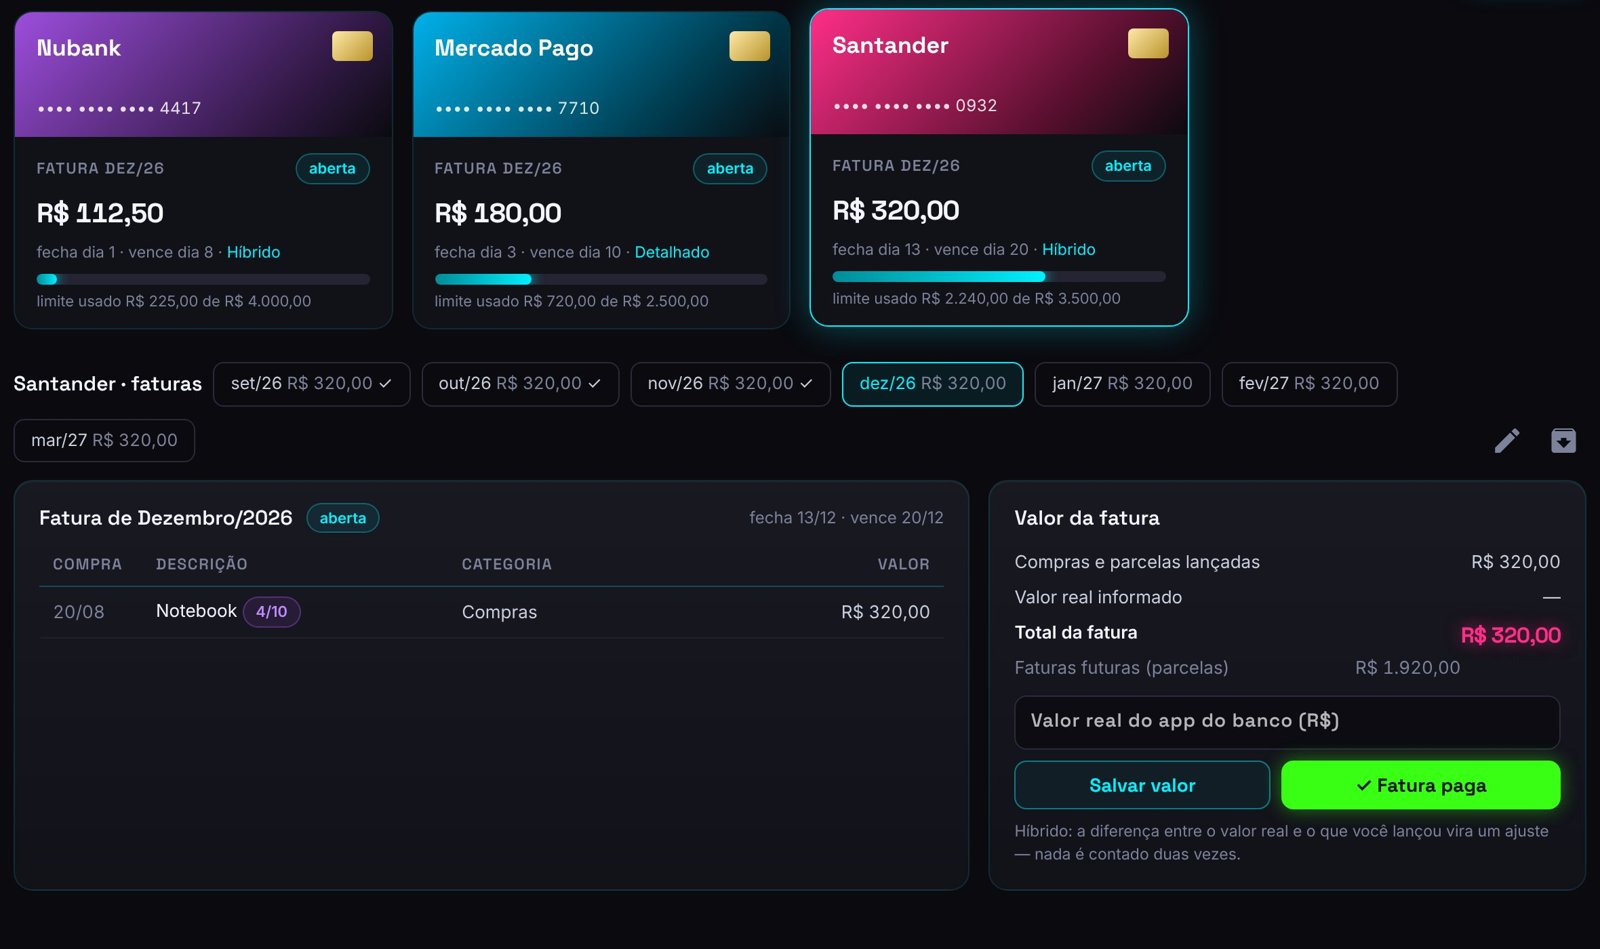 Nubank
•••• •••• •••• 4417
FATURA DEZ/26
aberta
R$ 112,50
fecha dia 1 · vence dia 8 · Híbrido
limite usado R$ 225,00 de R$ 4.000,00
Mercado Pago
•••• •••• •••• 7710
FATURA DEZ/26
aberta
R$ 180,00
fecha dia 3 · vence dia 10 · Detalhado
limite usado R$ 720,00 de R$ 2.500,00
Santander
•••• •••• •••• 0932
FATURA DEZ/26
aberta
R$ 320,00
fecha dia 13 · vence dia 20 · Híbrido
limite usado R$ 2.240,00 de R$ 3.500,00
Santander · faturas
set/26 R$ 320,00 ✓
out/26 R$ 320,00 ✓
nov/26 R$ 320,00 ✓
dez/26 R$ 320,00
jan/27 R$ 320,00
fev/27 R$ 320,00
mar/27 R$ 320,00
Fatura de Dezembro/2026 aberta
fecha 13/12 · vence 20/12
COMPRA DESCRIÇÃO CATEGORIA VALOR
20/08 Notebook 4/10 Compras R$ 320,00
Valor da fatura
Compras e parcelas lançadas R$ 320,00
Valor real informado —
Total da fatura R$ 320,00
Faturas futuras (parcelas) R$ 1.920,00
Valor real do app do banco (R$)
Salvar valor
✓ Fatura paga
Híbrido: a diferença entre o valor real e o que você lançou vira um ajuste
— nada é contado duas vezes.